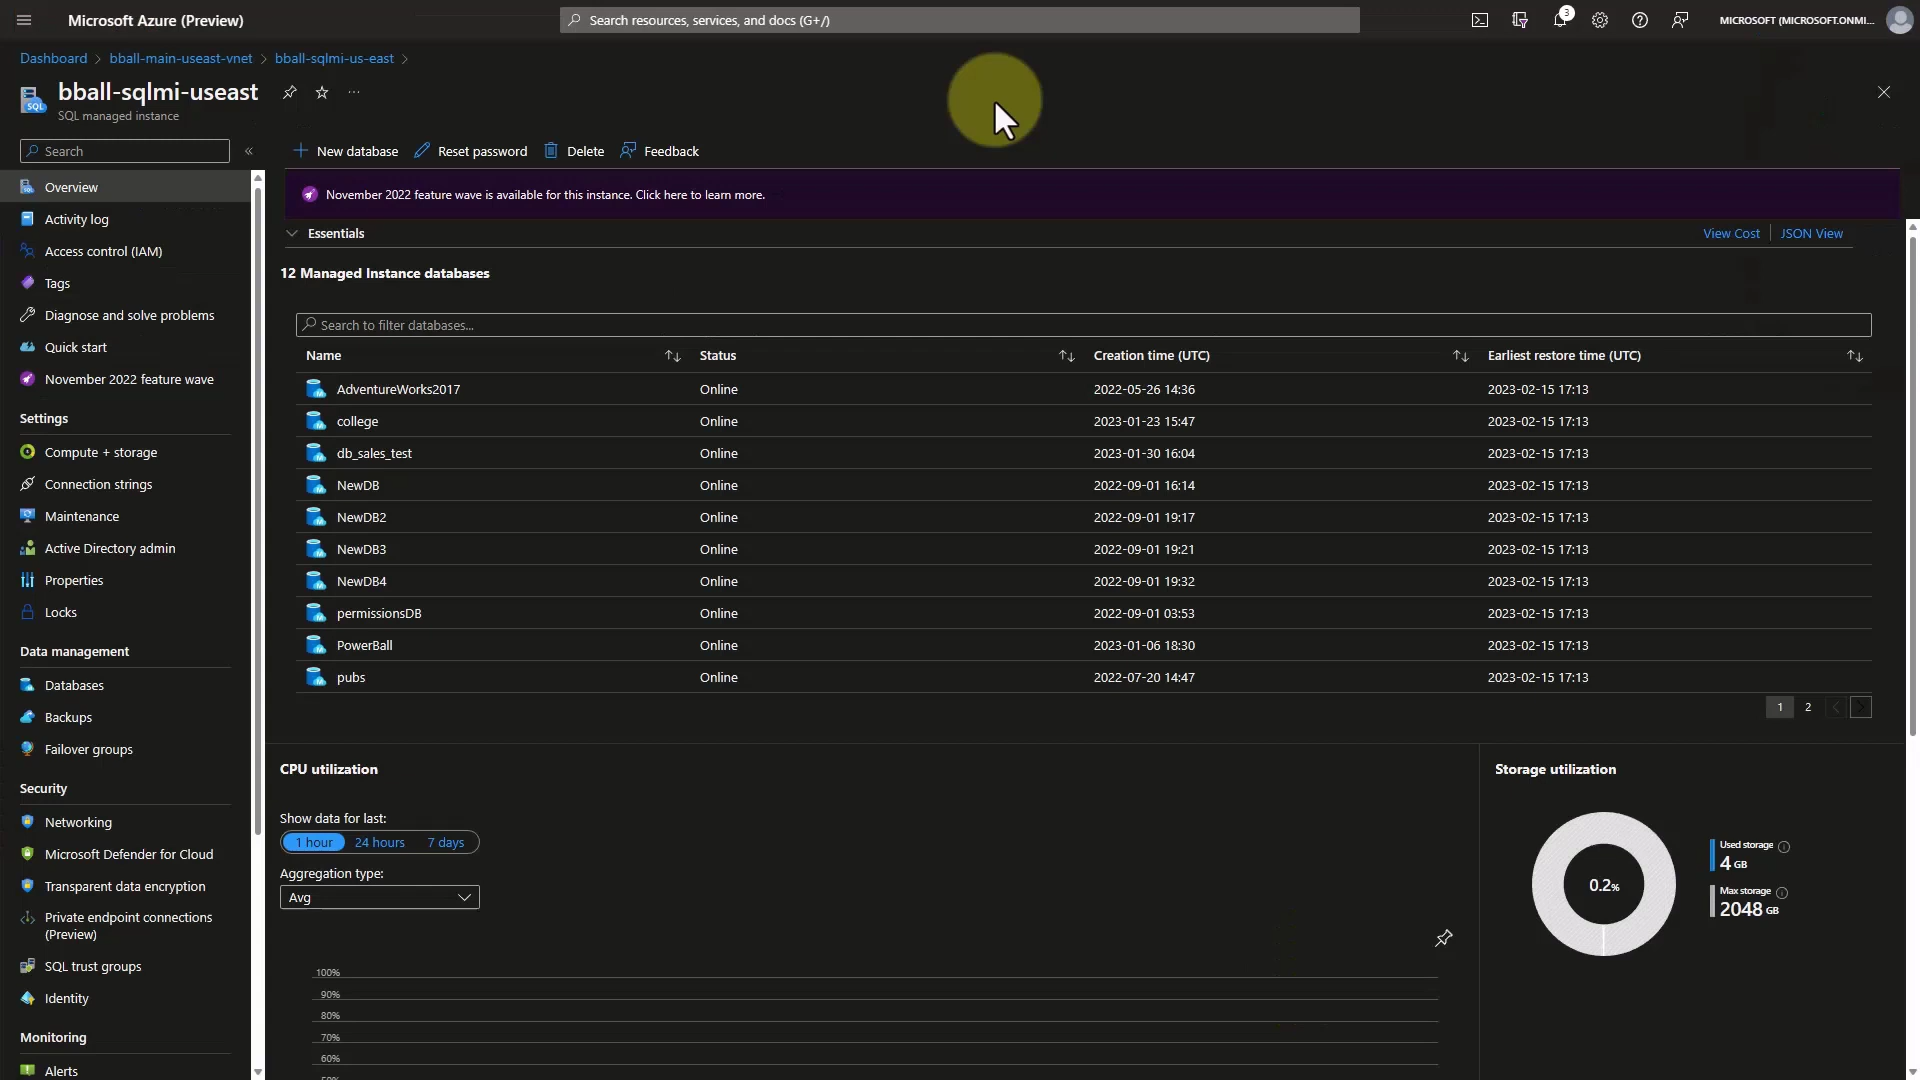 Microsoft Azure (Preview)
Search resources, services, and docs (G+/)
3
MICROSOFT (MICROSOFT.ONMI...
Dashboard
bball-main-useast-vnet
bball-sqlmi-us-east
bball-sqlmi-useast
SQL
SQL managed instance
Search
New database
Reset password
Delete
Feedback
November 2022 feature wave is available for this instance. Click here to learn more.
Overview
Activity log
Access control (IAM)
Tags
Diagnose and solve problems
Quick start
November 2022 feature wave
Settings
Compute + storage
Connection strings
Maintenance
Active Directory admin
Properties
Locks
Data management
Databases
Backups
Failover groups
Security
Networking
Microsoft Defender for Cloud
Transparent data encryption
Private endpoint connections
(Preview)
SQL trust groups
Identity
Monitoring
Alerts
Essentials
View Cost
JSON View
12 Managed Instance databases
Search to filter databases...
Name Status Creation time (UTC) Earliest restore time (UTC)
AdventureWorks2017 Online 2022-05-26 14:36 2023-02-15 17:13
college Online 2023-01-23 15:47 2023-02-15 17:13
db_sales_test Online 2023-01-30 16:04 2023-02-15 17:13
NewDB Online 2022-09-01 16:14 2023-02-15 17:13
NewDB2 Online 2022-09-01 19:17 2023-02-15 17:13
NewDB3 Online 2022-09-01 19:21 2023-02-15 17:13
NewDB4 Online 2022-09-01 19:32 2023-02-15 17:13
permissionsDB Online 2022-09-01 03:53 2023-02-15 17:13
PowerBall Online 2023-01-06 18:30 2023-02-15 17:13
pubs Online 2022-07-20 14:47 2023-02-15 17:13
1 2
CPU utilization
Show data for last:
1 hour 24 hours 7 days
Aggregation type:
Avg
100%
90%
80%
70%
60%
Storage utilization
0.2%
Used storage
4 GB
Max storage
2048 GB